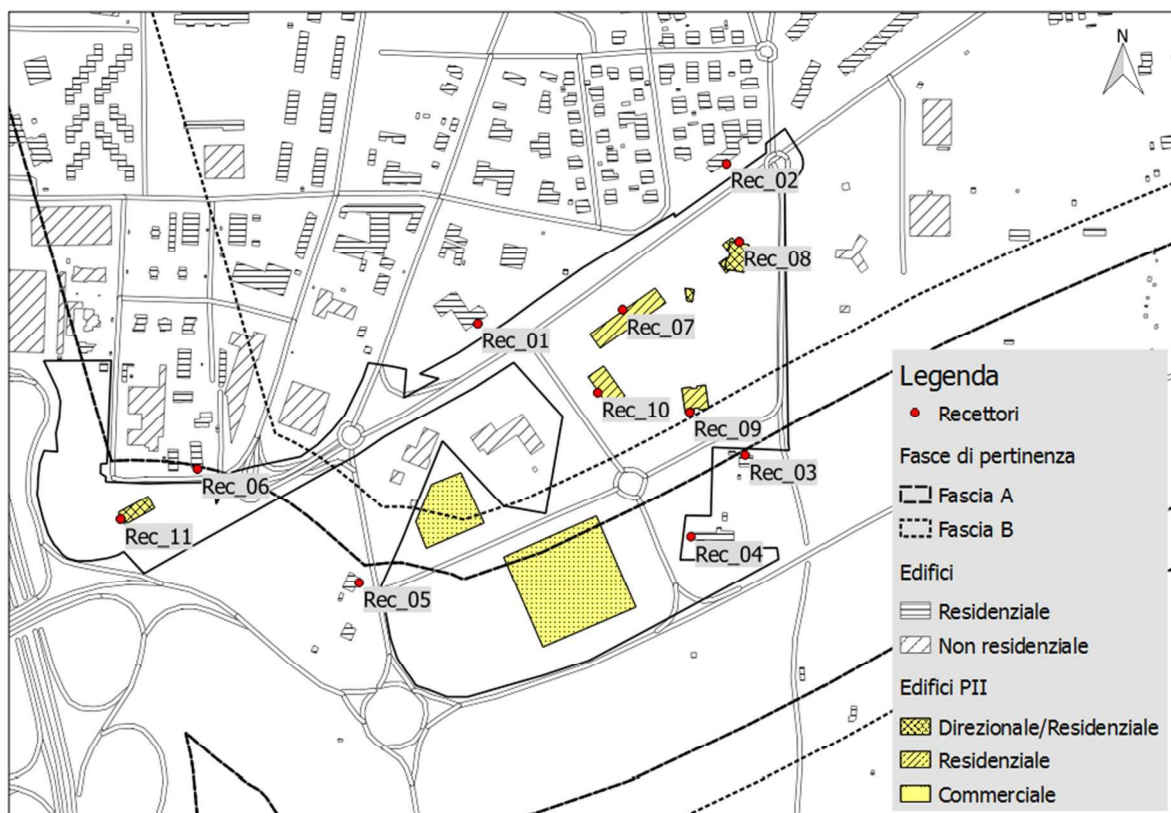 N
Rec_02
Rec_08
Rec_07
Rec_01
Rec_10
Rec_09
Rec_03
Rec_06
Rec_11
Rec_04
Rec_05
Legenda
Recettori
Fasce di pertinenza
Fascia A
Fascia B
Edifici
Residenziale
Non residenziale
Edifici PII
Direzionale/Residenziale
Residenziale
Commerciale